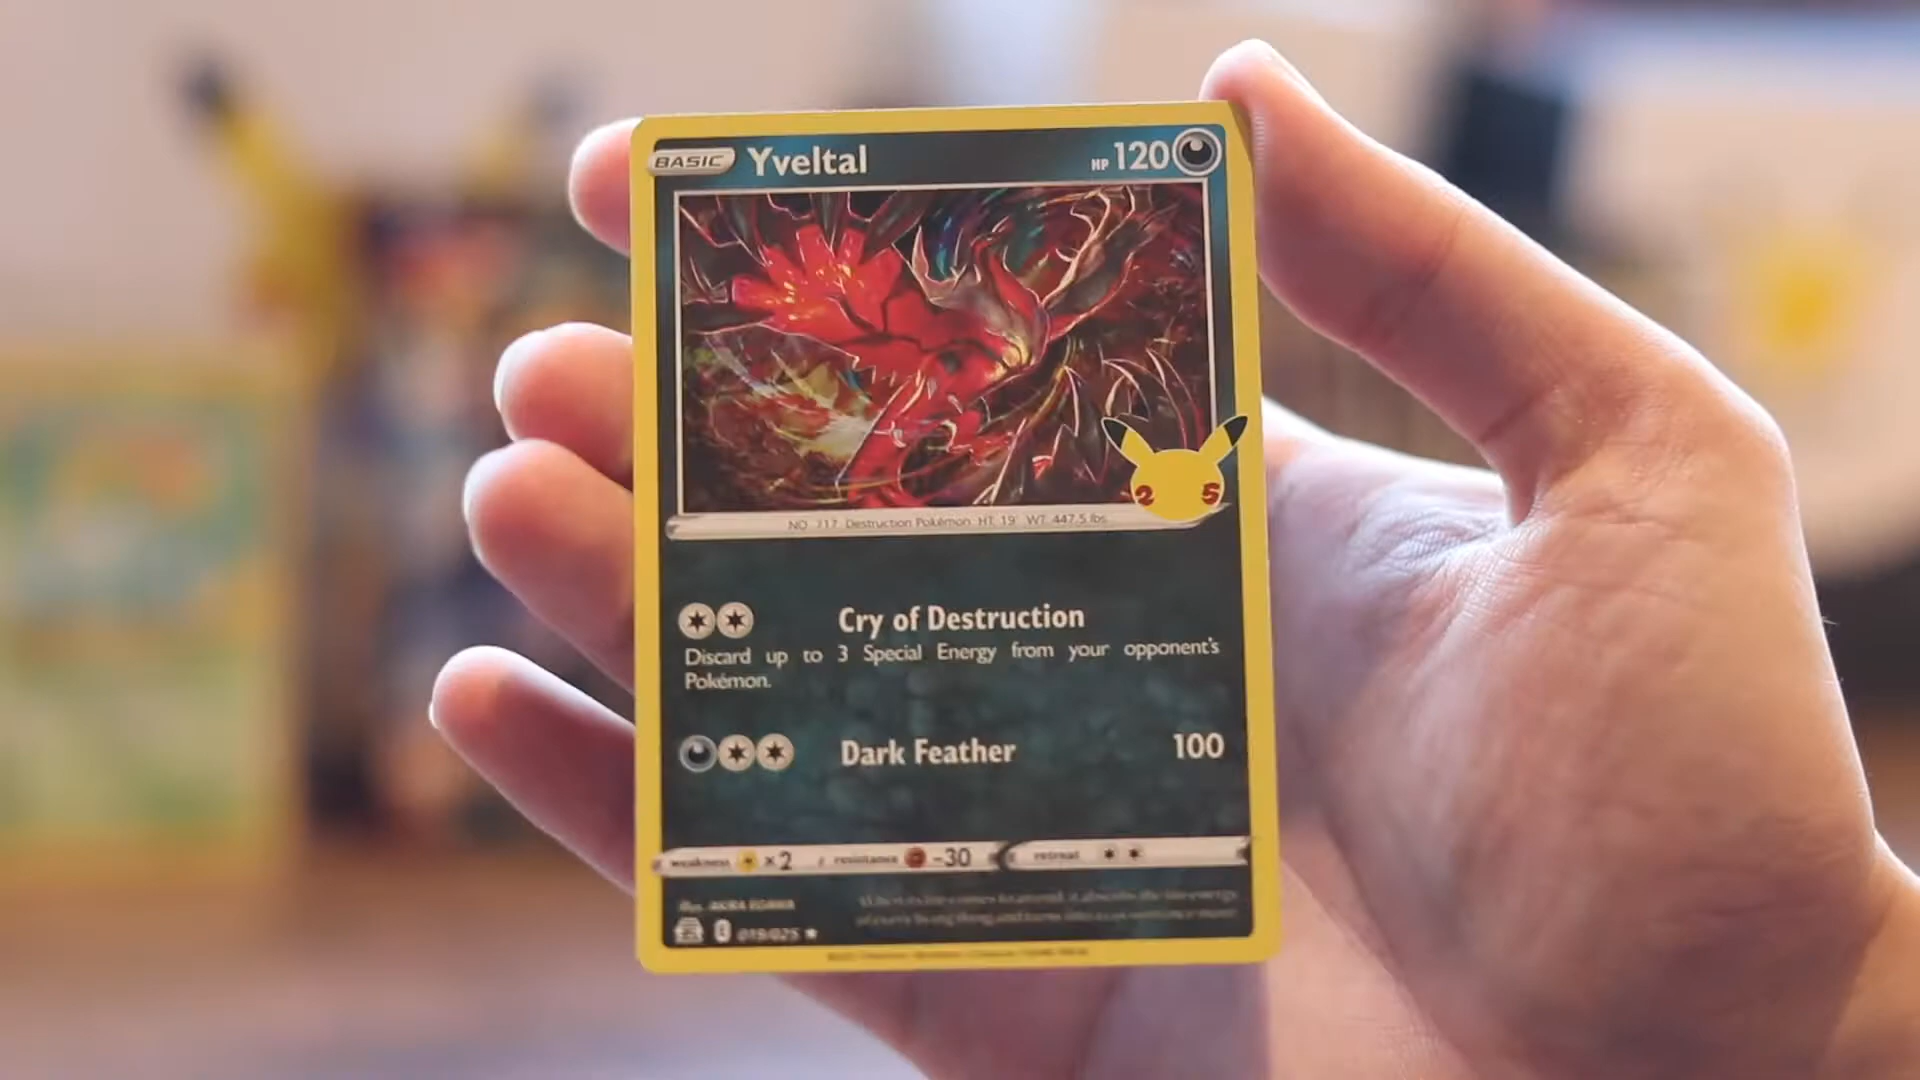 BASIC Yveltal HP 120
2 5
NO. 717 Destruction Pokémon HT: 19' WT: 447.5 lbs.
Cry of Destruction
Discard up to 3 Special Energy from your opponent's
Pokémon.
Dark Feather 100
weakness ×2 resistance -30 retreat
Illus. AKIRA EGAWA
019/025